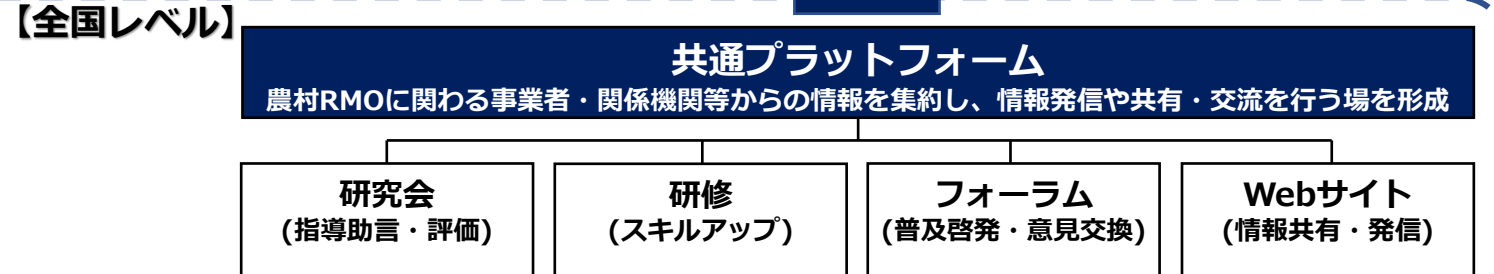 【全国レベル】
共通プラットフォーム
農村RMOに関わる事業者・関係機関等からの情報を集約し、情報発信や共有・交流を行う場を形成
研究会
(指導助言・評価)
研修
(スキルアップ)
フォーラム
(普及啓発・意見交換)
Webサイト
(情報共有・発信)